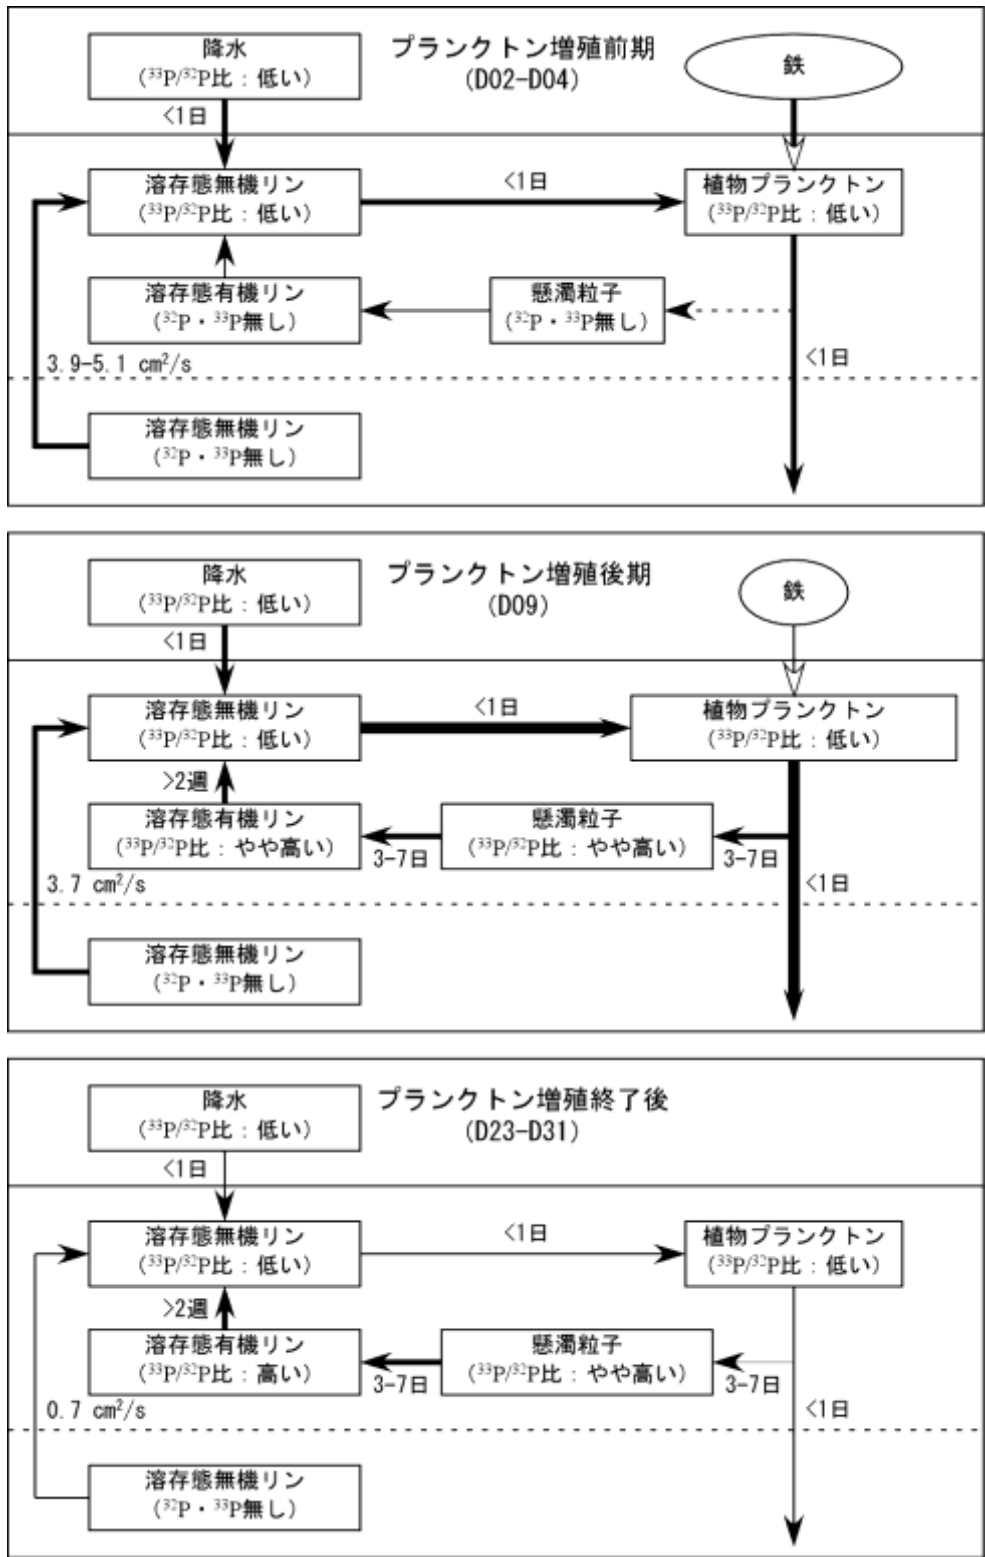 降水
(³³P/³²P比：低い)
プランクトン増殖前期
(D02-D04)
鉄
<1日
溶存態無機リン
(³³P/³²P比：低い)
<1日
植物プランクトン
(³³P/³²P比：低い)
溶存態有機リン
(³²P・³³P無し)
懸濁粒子
(³²P・³³P無し)
3.9-5.1 cm²/s
<1日
溶存態無機リン
(³²P・³³P無し)
降水
(³³P/³²P比：低い)
プランクトン増殖後期
(D09)
鉄
<1日
溶存態無機リン
(³³P/³²P比：低い)
<1日
植物プランクトン
(³³P/³²P比：低い)
>2週
溶存態有機リン
(³³P/³²P比：やや高い)
3-7日
懸濁粒子
(³³P/³²P比：やや高い)
3-7日
3.7 cm²/s
<1日
溶存態無機リン
(³²P・³³P無し)
降水
(³³P/³²P比：低い)
プランクトン増殖終了後
(D23-D31)
<1日
溶存態無機リン
(³³P/³²P比：低い)
<1日
植物プランクトン
(³³P/³²P比：低い)
>2週
溶存態有機リン
(³³P/³²P比：高い)
3-7日
懸濁粒子
(³³P/³²P比：やや高い)
3-7日
0.7 cm²/s
<1日
溶存態無機リン
(³²P・³³P無し)